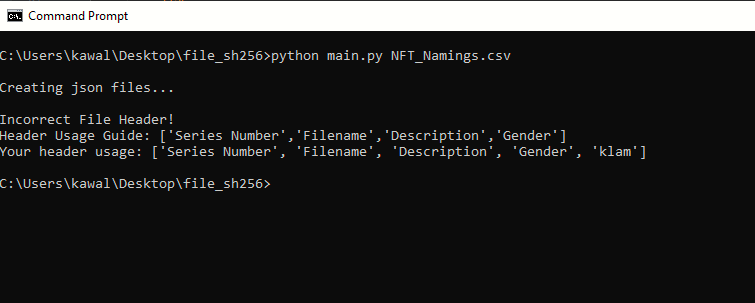 Command Prompt
C:\Users\kawal\Desktop\file_sh256>python main.py NFT_Namings.csv
Creating json files...
Incorrect File Header!
Header Usage Guide: ['Series Number','Filename','Description','Gender']
Your header usage: ['Series Number', 'Filename', 'Description', 'Gender', 'klam']
C:\Users\kawal\Desktop\file_sh256>